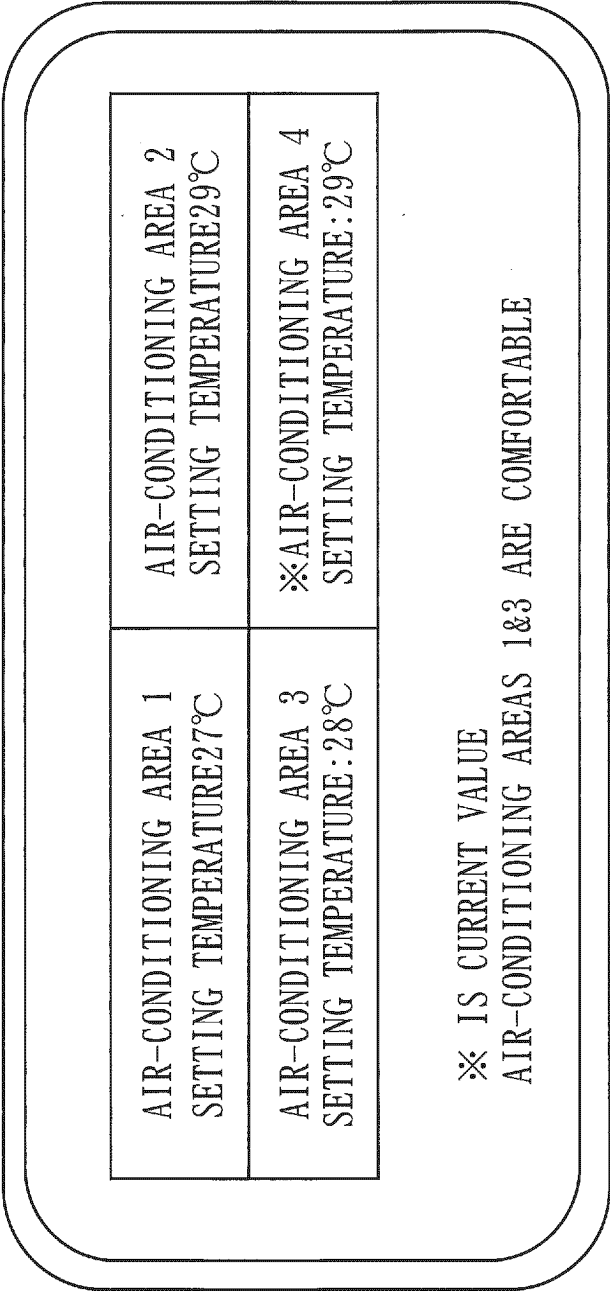 AIR-CONDITIONING AREA 1
SETTING TEMPERATURE27℃
AIR-CONDITIONING AREA 2
SETTING TEMPERATURE29℃
AIR-CONDITIONING AREA 3
SETTING TEMPERATURE:28℃
※AIR-CONDITIONING AREA 4
SETTING TEMPERATURE:29℃
※ IS CURRENT VALUE
AIR-CONDITIONING AREAS 1&3 ARE COMFORTABLE